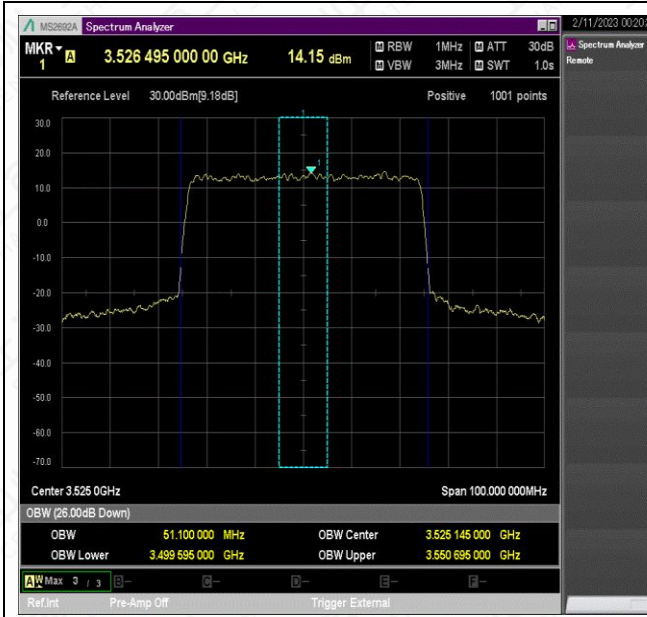 MS2692A Spectrum Analyzer
2/11/2023 00:20:
MKR 1 A 3.526 495 000 00 GHz 14.15 dBm M RBW 1MHz M ATT 30dB
M VBW 3MHz M SWT 1.0s
Spectrum Analyzer
Remote
Reference Level 30.00dBm[9.18dB] Positive 1001 points
30.0
20.0
1
10.0
0.0
-10.0
-20.0
-30.0
-40.0
-50.0
-60.0
-70.0
Center 3.525 0GHz Span 100.000 000MHz
OBW (26.00dB Down)
OBW 51.100 000 MHz OBW Center 3.525 145 000 GHz
OBW Lower 3.499 595 000 GHz OBW Upper 3.550 695 000 GHz
A W Max 3 / 3 B- C- D- E- F-
Ref.Int Pre-Amp Off Trigger External